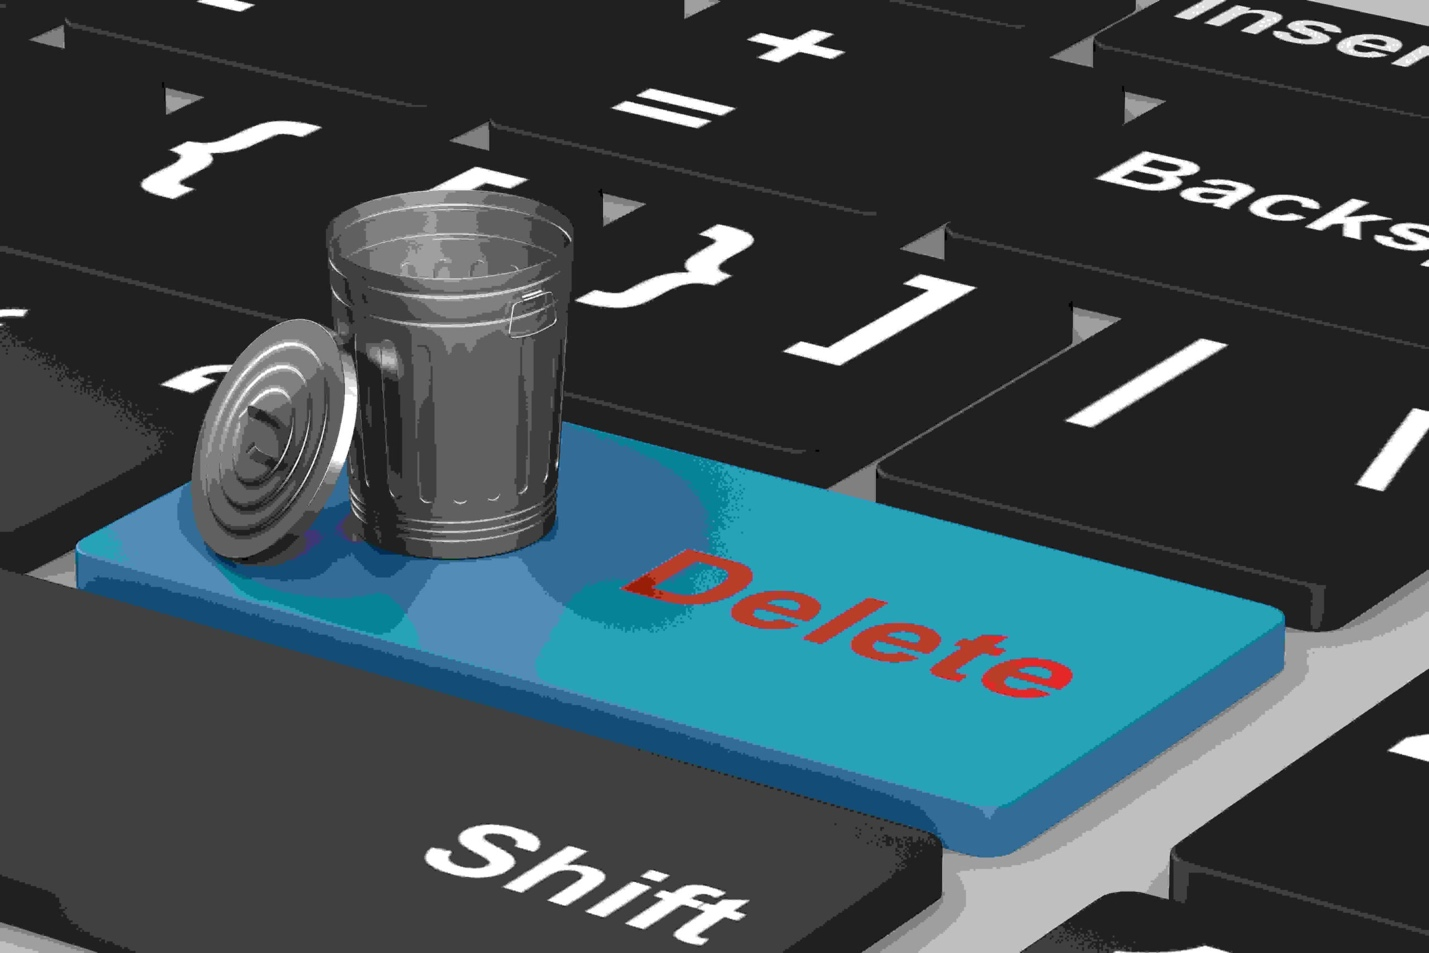 Inser
+
=
Backs
{
[
}
]
|
Delete
Shift